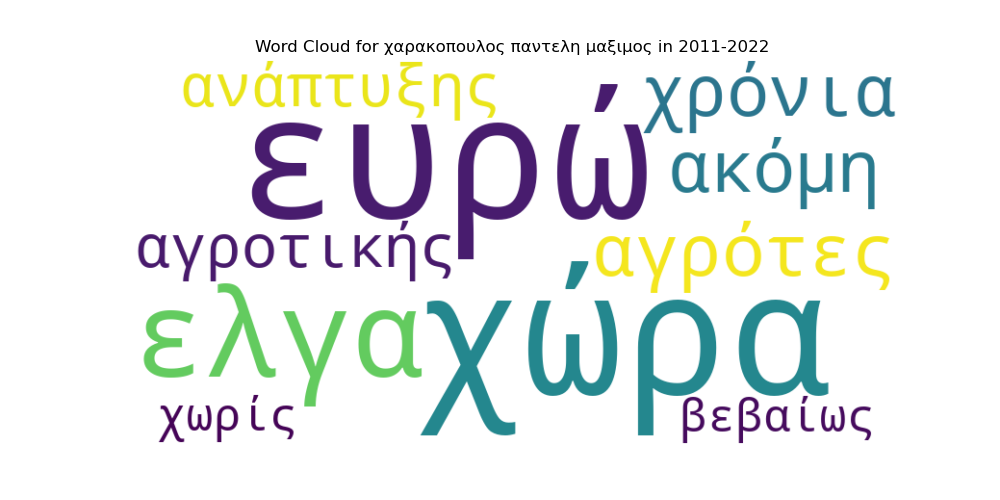 Word Cloud for χαρακοπουλος παντελη μαξιμος in 2011-2022
ανάπτυξης χρόνια
ευρώ ακόμη
αγροτικής αγρότες
ελγα χώρα
χωρίς βεβαίως